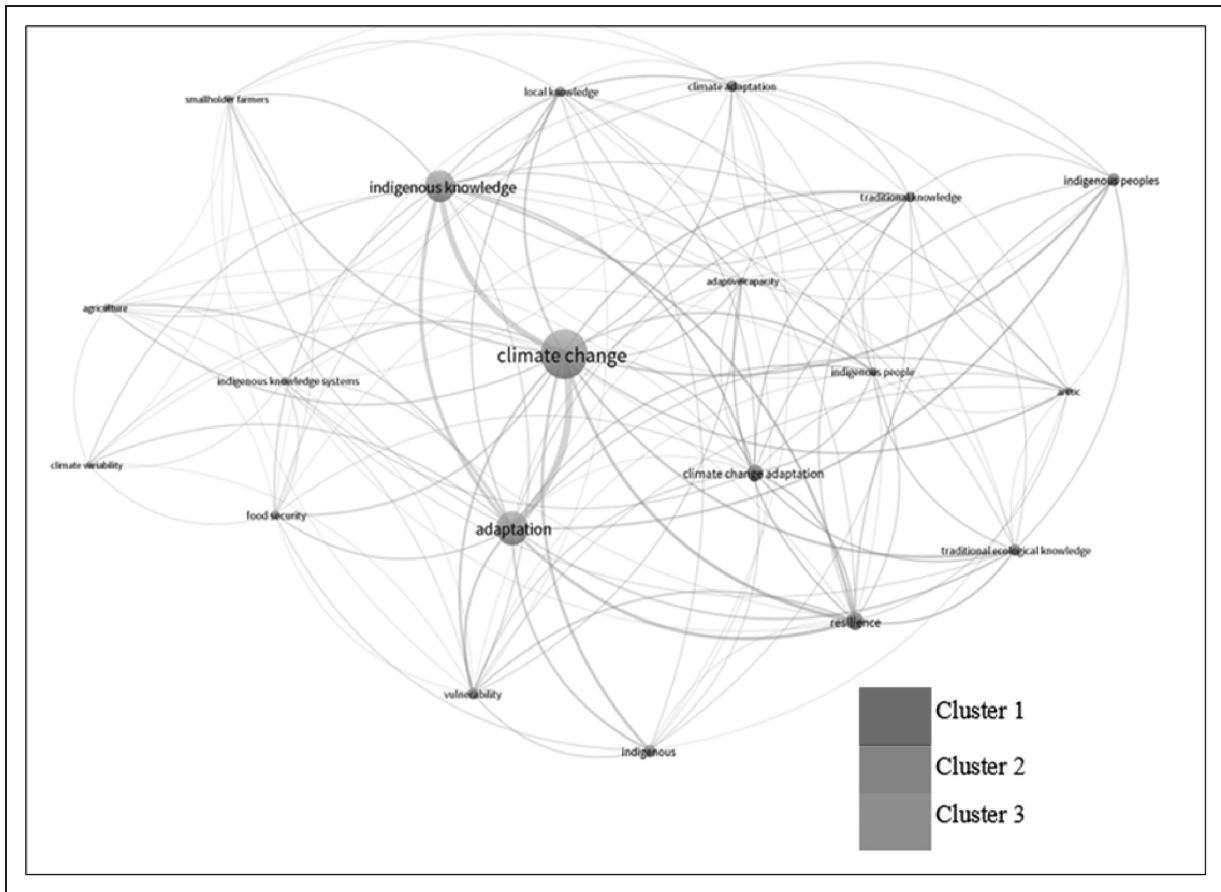 climate adaptation
local knowledge
smallholder farmers
indigenous peoples
indigenous knowledge
traditional knowledge
adaptive capacity
agriculture
climate change
indigenous people
indigenous knowledge systems
arctic
climate variability
climate change adaptation
food security
adaptation
traditional ecological knowledge
resilience
vulnerability
indigenous
Cluster 1
Cluster 2
Cluster 3